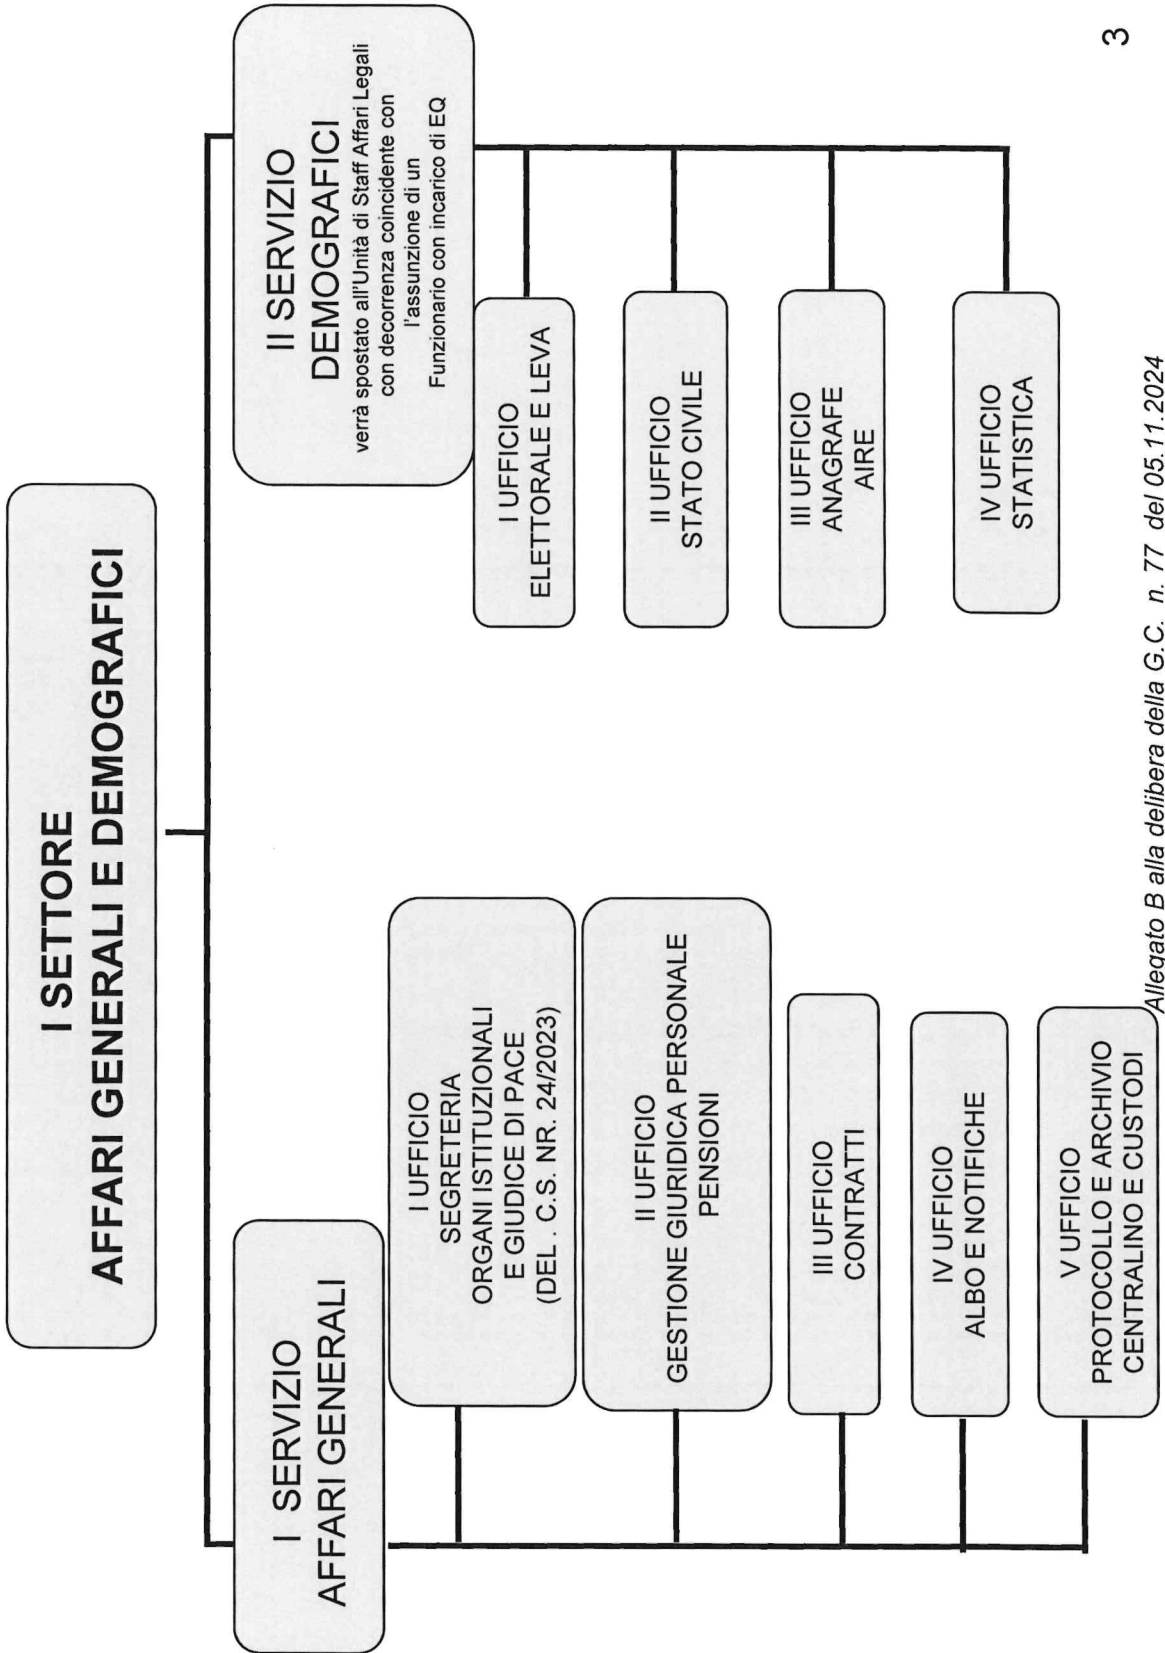 I SETTORE
AFFARI GENERALI E DEMOGRAFICI
I SERVIZIO
AFFARI GENERALI
I UFFICIO
SEGRETERIA
ORGANI ISTITUZIONALI
E GIUDICE DI PACE
(DEL . C.S. NR. 24/2023)
II UFFICIO
GESTIONE GIURIDICA PERSONALE
PENSIONI
III UFFICIO
CONTRATTI
IV UFFICIO
ALBO E NOTIFICHE
V UFFICIO
PROTOCOLLO E ARCHIVIO
CENTRALINO E CUSTODI
II SERVIZIO
DEMOGRAFICI
verrà spostato all'Unità di Staff Affari Legali
con decorrenza coincidente con
l'assunzione di un
Funzionario con incarico di EQ
I UFFICIO
ELETTORALE E LEVA
II UFFICIO
STATO CIVILE
III UFFICIO
ANAGRAFE
AIRE
IV UFFICIO
STATISTICA
Allegato B alla delibera della G.C. n. 77 del 05.11.2024
3